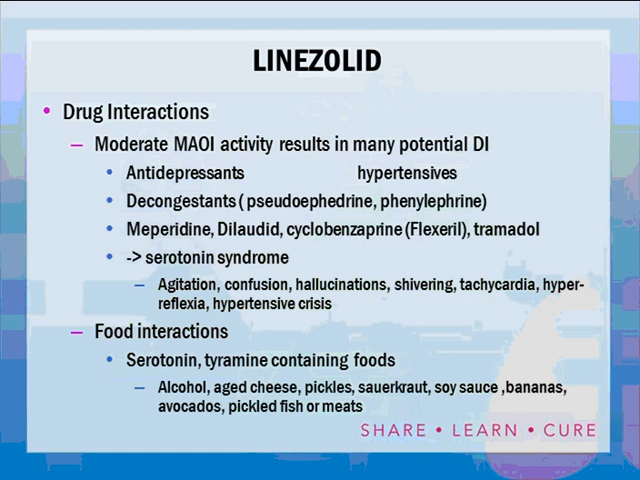 LINEZOLID
• Drug Interactions
– Moderate MAOI activity results in many potential DI
• Antidepressants hypertensives
• Decongestants ( pseudoephedrine, phenylephrine)
• Meperidine, Dilaudid, cyclobenzaprine (Flexeril), tramadol
• -> serotonin syndrome
– Agitation, confusion, hallucinations, shivering, tachycardia, hyper-
reflexia, hypertensive crisis
– Food interactions
• Serotonin, tyramine containing foods
– Alcohol, aged cheese, pickles, sauerkraut, soy sauce ,bananas,
avocados, pickled fish or meats
SHARE • LEARN • CURE